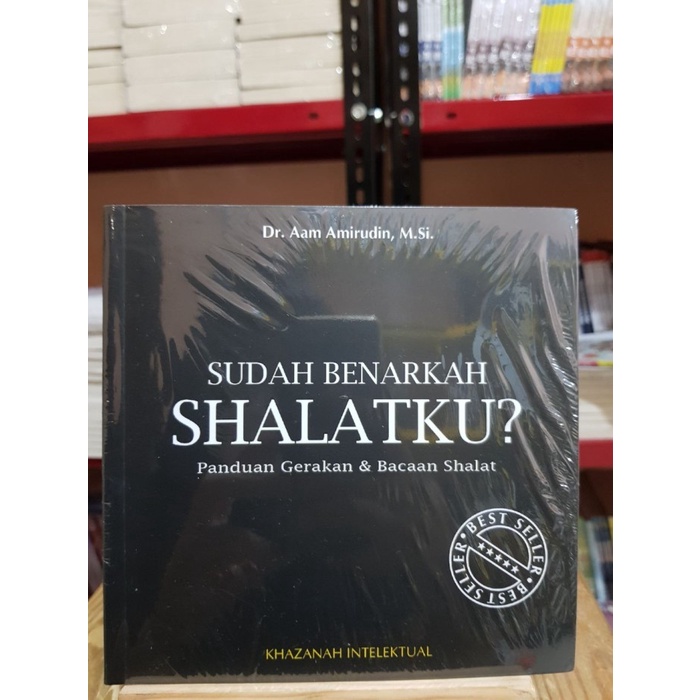 Dr. Aam Amirudin, M.Si.
SUDAH BENARKAH
SHALATKU?
Panduan Gerakan & Bacaan Shalat
BEST SELLER
BEST SELLER
KHAZANAH INTELEKTUAL